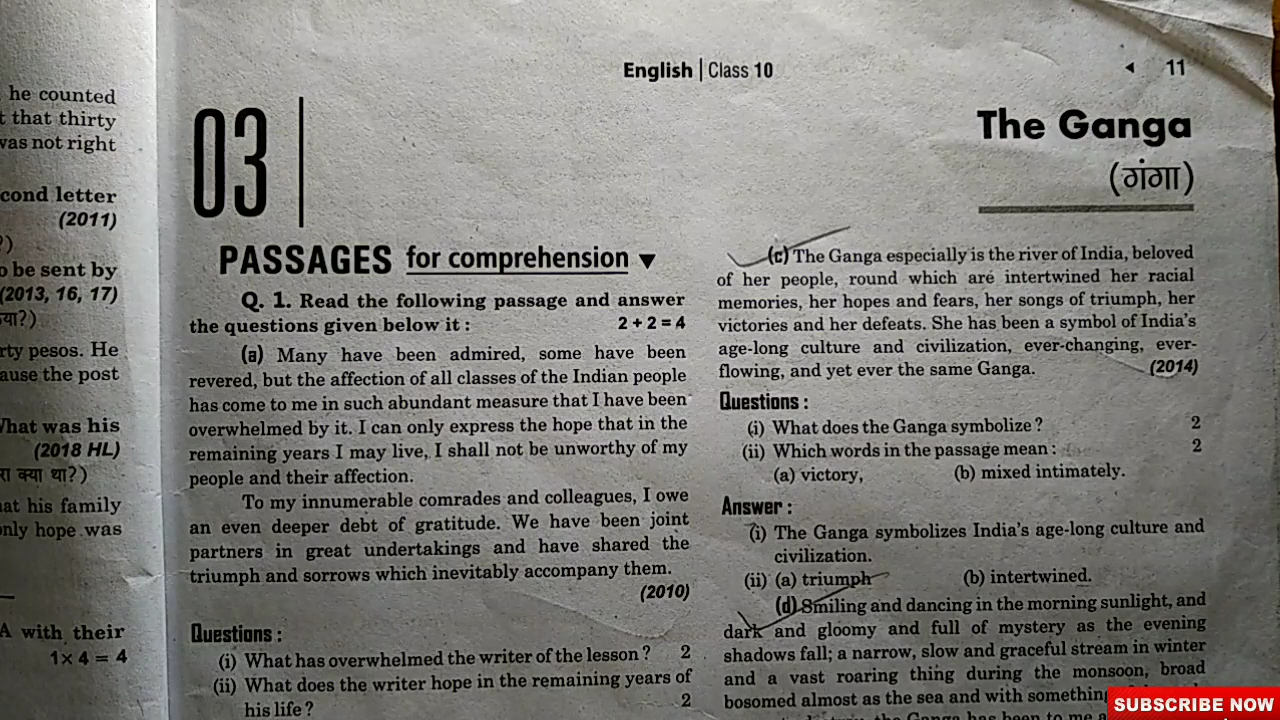 he counted
that thirty
was not right
cond letter
(2011)
?)
o be sent by
(2013, 16, 17)
क्या?)
rty pesos. He
ause the post
What was his
(2018 HL)
रा क्या था?)
at his family
only hope was
A with their
1 × 4 = 4
English | Class 10
◄ 11
03
The Ganga
(गंगा)
PASSAGES for comprehension ▼
Q. 1. Read the following passage and answer
the questions given below it : 2 + 2 = 4
(a) Many have been admired, some have been
revered, but the affection of all classes of the Indian people
has come to me in such abundant measure that I have been
overwhelmed by it. I can only express the hope that in the
remaining years I may live, I shall not be unworthy of my
people and their affection.
To my innumerable comrades and colleagues, I owe
an even deeper debt of gratitude. We have been joint
partners in great undertakings and have shared the
triumph and sorrows which inevitably accompany them.
(2010)
Questions :
(i) What has overwhelmed the writer of the lesson ? 2
(ii) What does the writer hope in the remaining years of
his life ? 2
(c) The Ganga especially is the river of India, beloved
of her people, round which are intertwined her racial
memories, her hopes and fears, her songs of triumph, her
victories and her defeats. She has been a symbol of India's
age-long culture and civilization, ever-changing, ever-
flowing, and yet ever the same Ganga. (2014)
Questions :
(i) What does the Ganga symbolize ? 2
(ii) Which words in the passage mean : 2
(a) victory, (b) mixed intimately.
Answer :
(i) The Ganga symbolizes India's age-long culture and
civilization.
(ii) (a) triumph (b) intertwined.
(d) Smiling and dancing in the morning sunlight, and
dark and gloomy and full of mystery as the evening
shadows fall; a narrow, slow and graceful stream in winter
and a vast roaring thing during the monsoon, broad
bosomed almost as the sea and with something
the Ganga has been to me a
SUBSCRIBE NOW